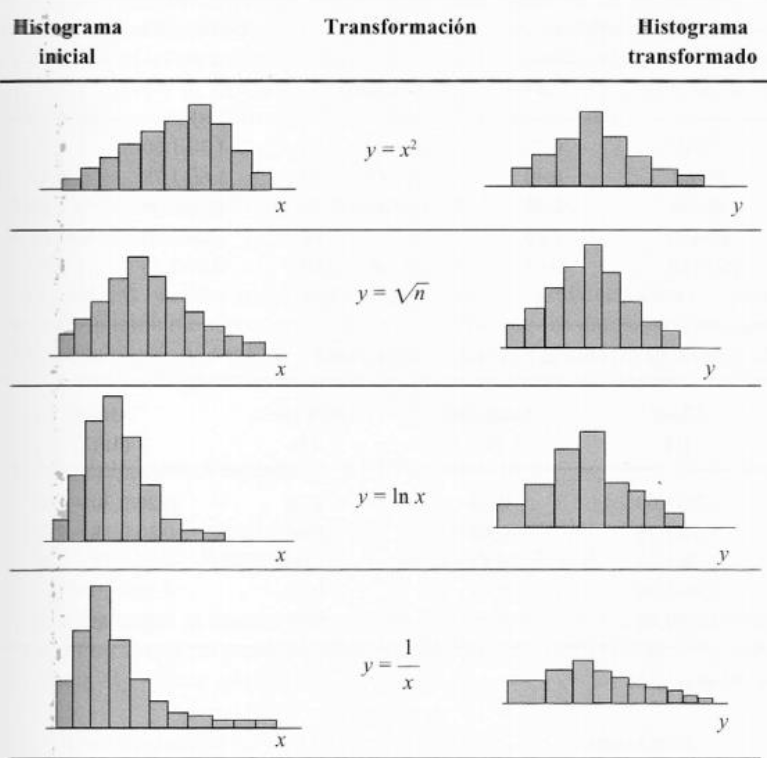 Histograma inicial
Transformación
Histograma transformado
x
y = x²
y
x
y = √n
y
x
y = ln x
y
x
y = 1/x
y